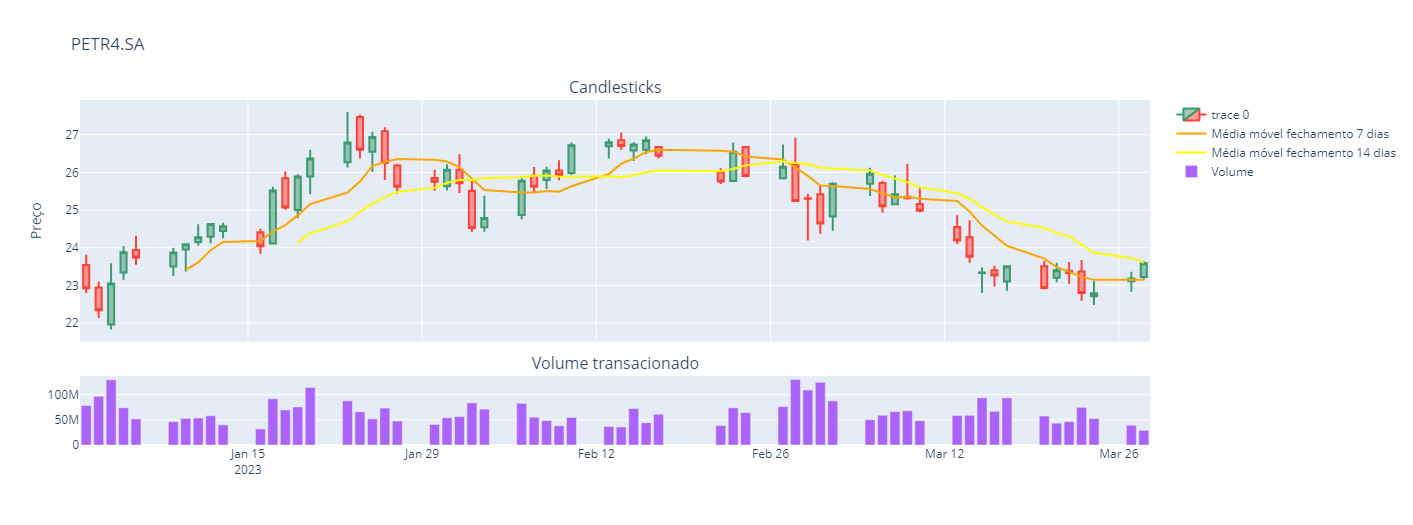 PETR4.SA
Candlesticks
Preço
27
26
25
24
23
22
trace 0
Média móvel fechamento 7 dias
Média móvel fechamento 14 dias
Volume
Volume transacionado
100M
50M
0
Jan 15
2023
Jan 29
Feb 12
Feb 26
Mar 12
Mar 26